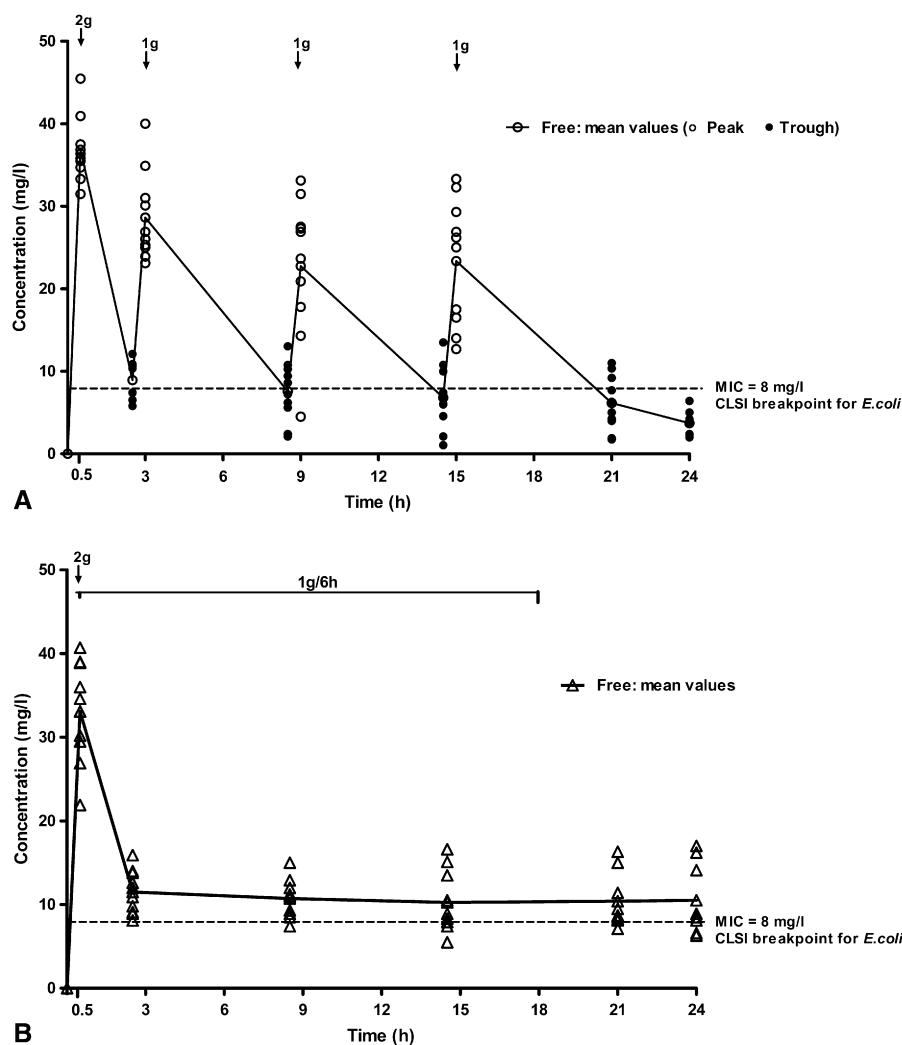 2g
1g
1g
1g
50
40
30
20
10
0
Concentration (mg/l)
Free: mean values ( Peak Trough)
MIC = 8 mg/l
CLSI breakpoint for E.coli
0.5 3 6 9 12 15 18 21 24
Time (h)
A
2g
1g/6h
50
40
30
20
10
0
Concentration (mg/l)
Free: mean values
MIC = 8 mg/l
CLSI breakpoint for E.coli
0.5 3 6 9 12 15 18 21 24
Time (h)
B